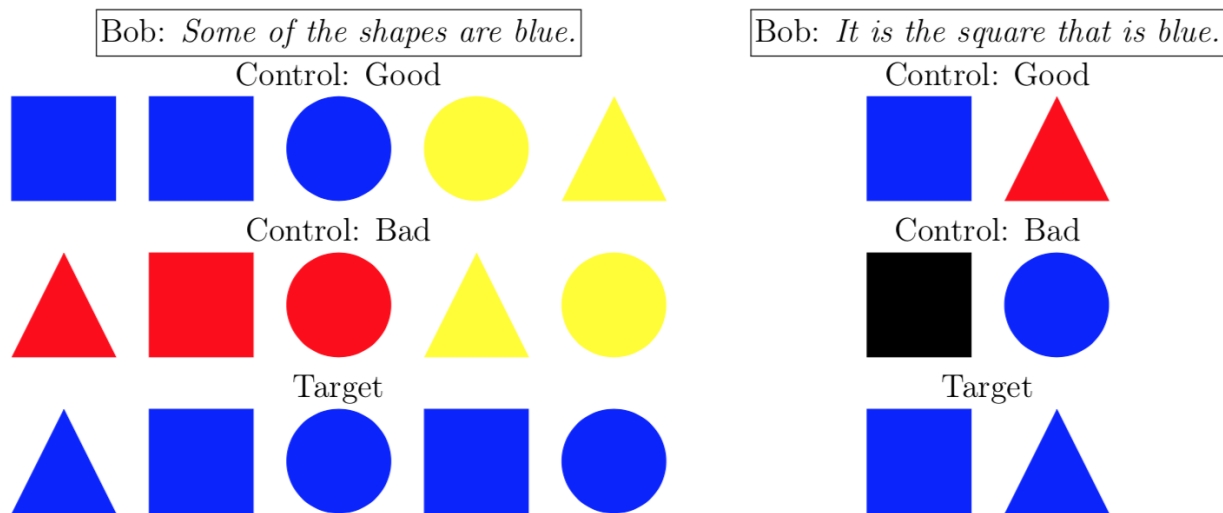 Bob: Some of the shapes are blue.
Control: Good
Control: Bad
Target
Bob: It is the square that is blue.
Control: Good
Control: Bad
Target